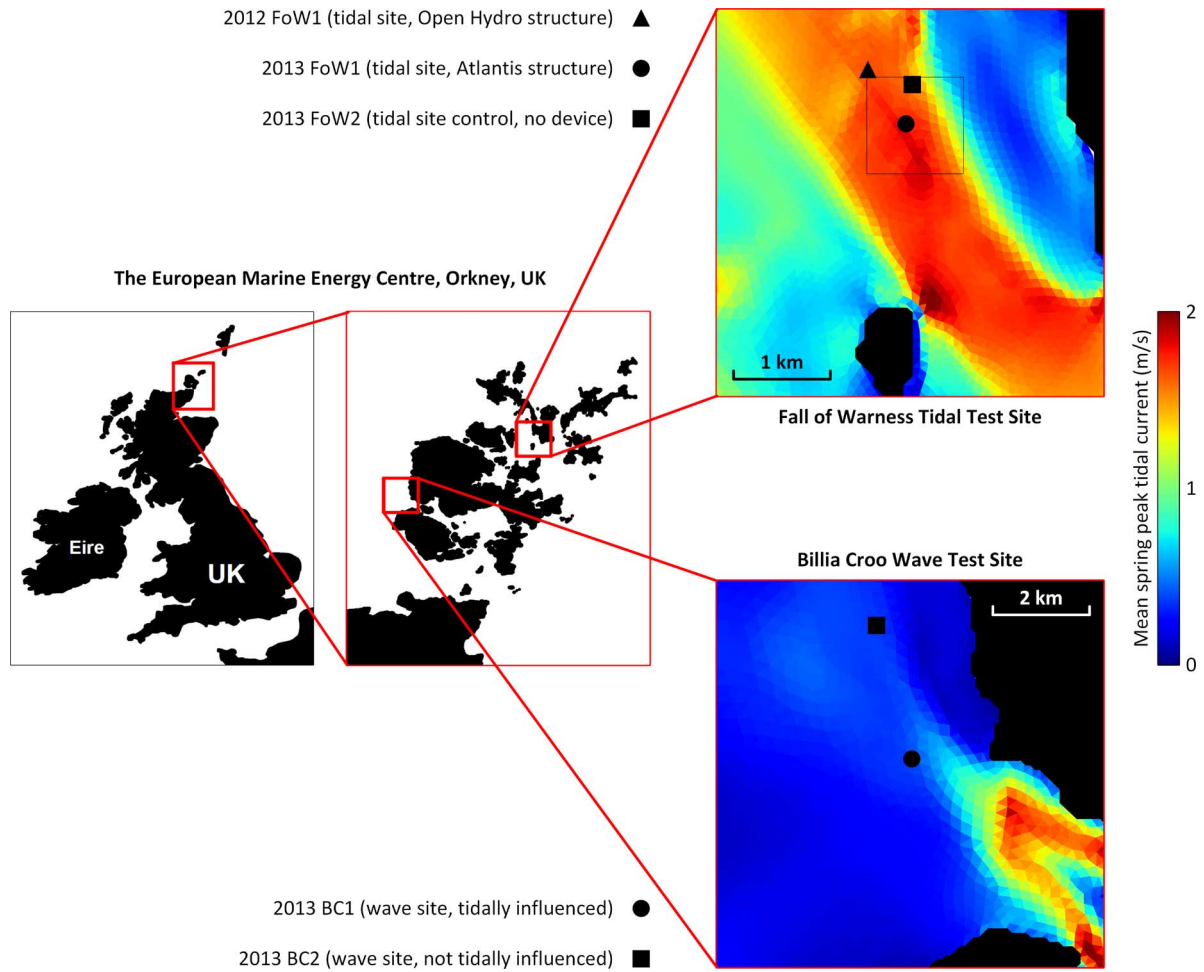 2012 FoW1 (tidal site, Open Hydro structure)
2013 FoW1 (tidal site, Atlantis structure)
2013 FoW2 (tidal site control, no device)
The European Marine Energy Centre, Orkney, UK
Eire
UK
1 km
Fall of Warness Tidal Test Site
Billia Croo Wave Test Site
2 km
2
1
0
Mean spring peak tidal current (m/s)
2013 BC1 (wave site, tidally influenced)
2013 BC2 (wave site, not tidally influenced)